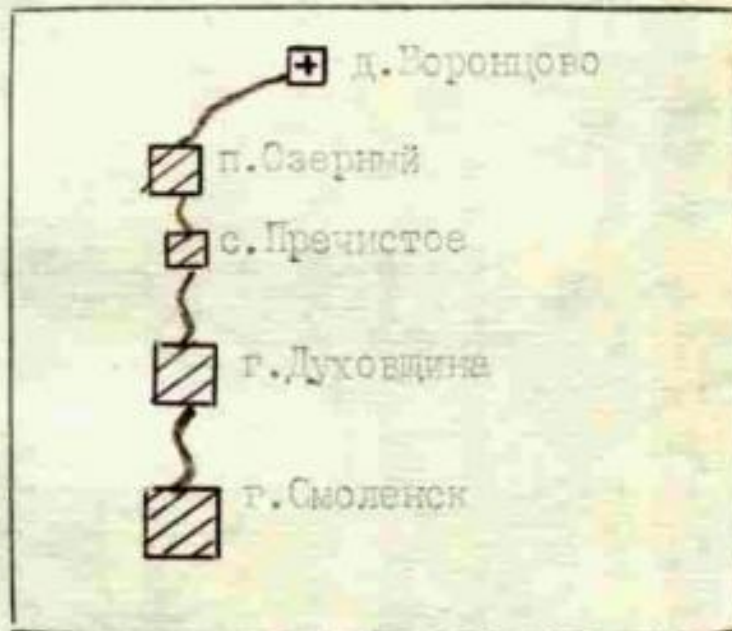 д.Воронцово
п.Озерный
с.Пречистое
г.Духовщина
г.Смоленск